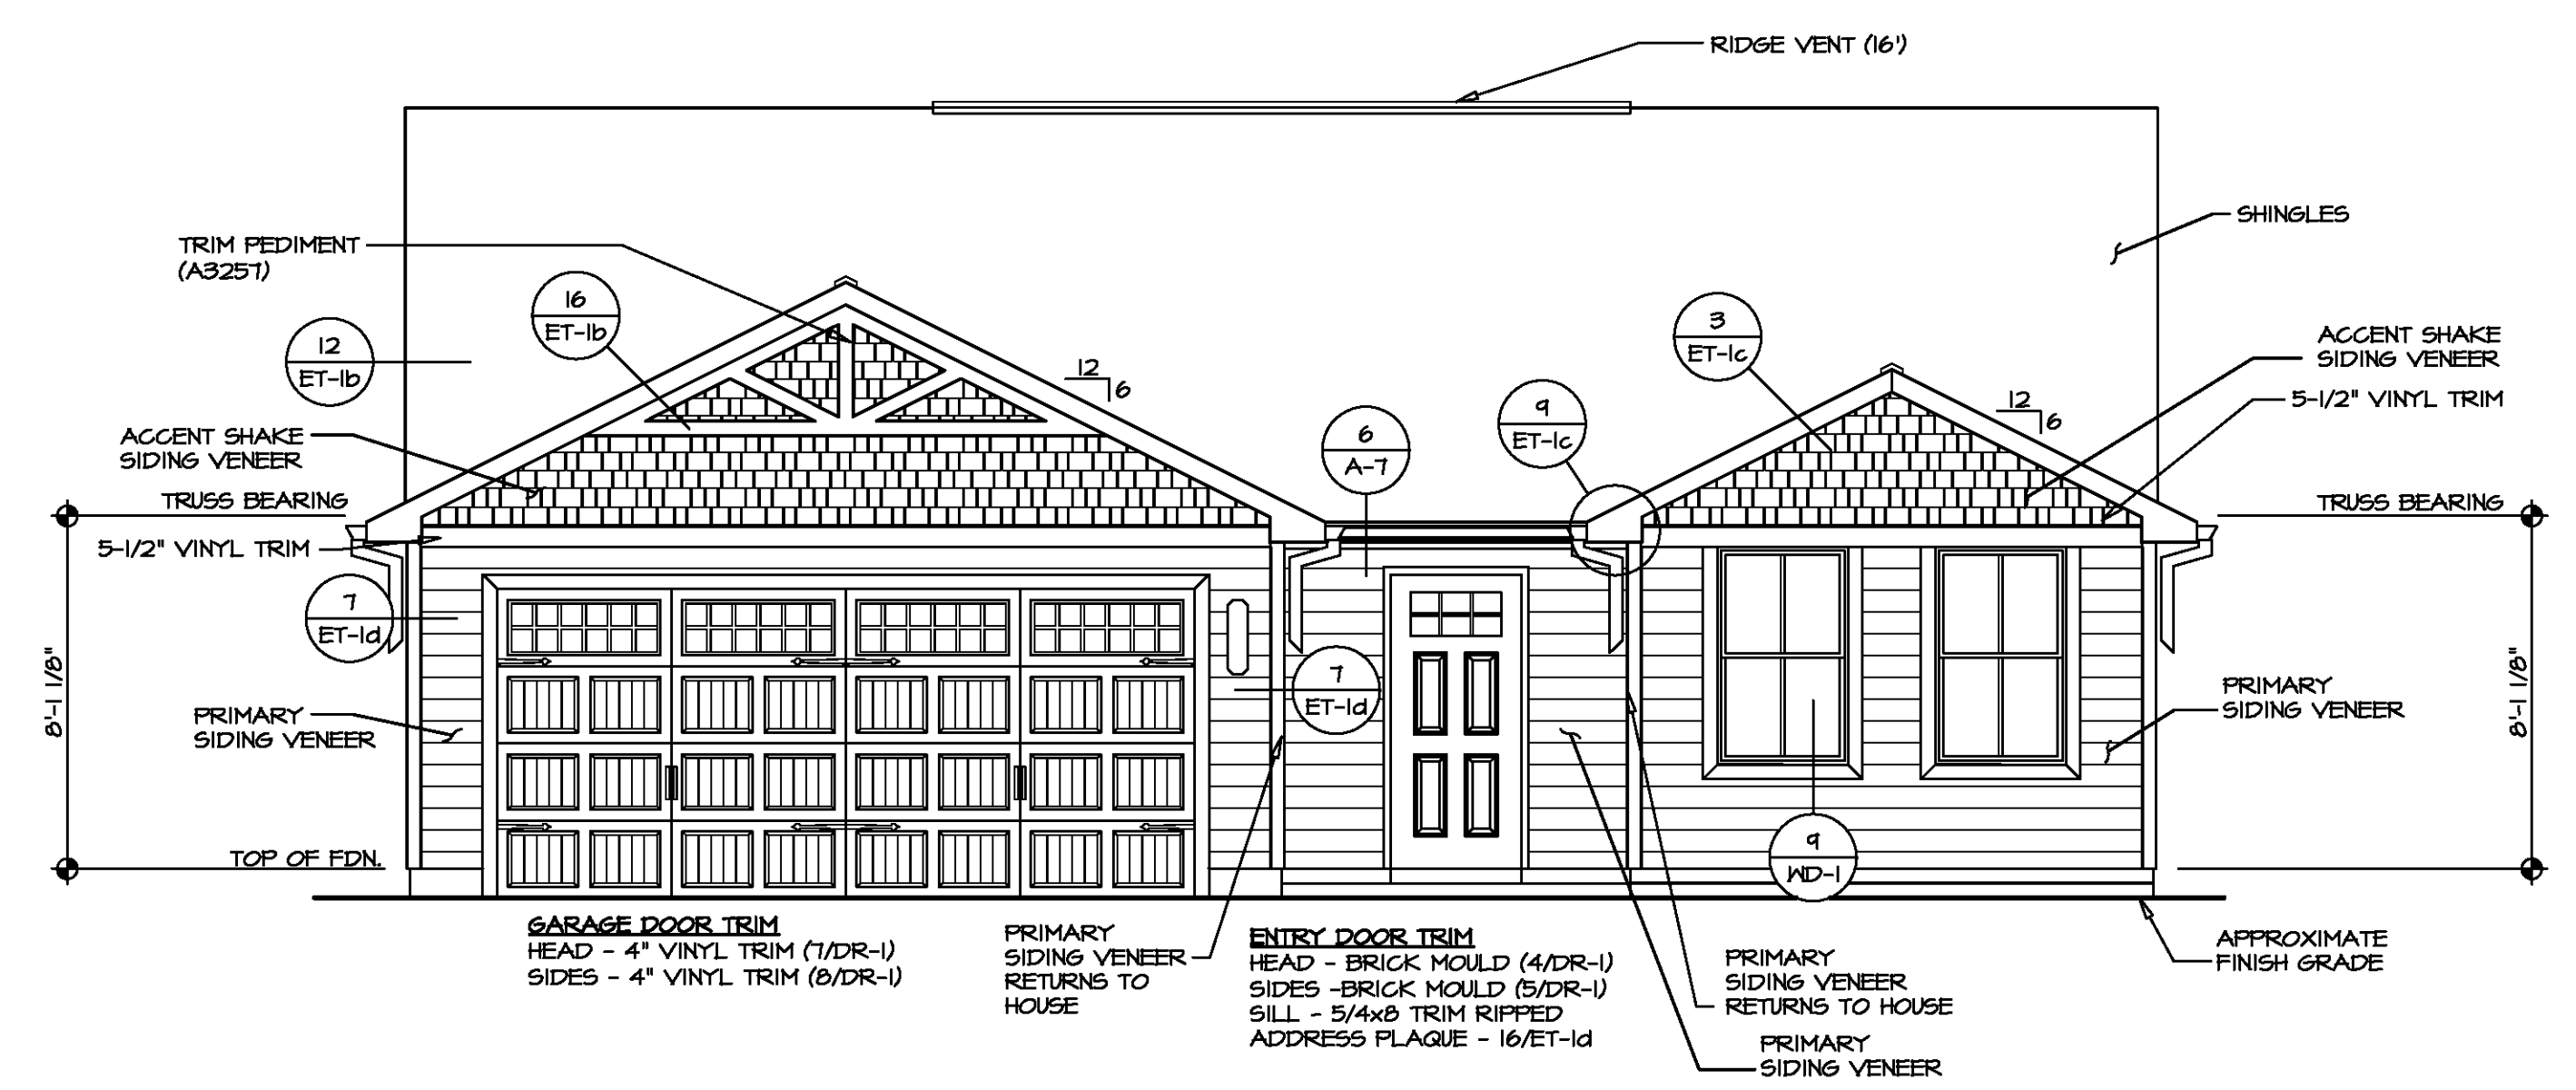 RIDGE VENT (16')
SHINGLES
TRIM PEDIMENT
(A3257)
16
ET-1b
12
ET-1b
3
ET-1c
12
6
9
ET-1c
12
6
6
A-7
ACCENT SHAKE
SIDING VENEER
5-1/2" VINYL TRIM
ACCENT SHAKE
SIDING VENEER
TRUSS BEARING
TRUSS BEARING
5-1/2" VINYL TRIM
7
ET-1d
7
ET-1d
8'-1 1/8"
8'-1 1/8"
PRIMARY
SIDING VENEER
PRIMARY
SIDING VENEER
9
WD-1
TOP OF FDN.
GARAGE DOOR TRIM
HEAD - 4" VINYL TRIM (7/DR-1)
SIDES - 4" VINYL TRIM (8/DR-1)
PRIMARY
SIDING VENEER
RETURNS TO
HOUSE
ENTRY DOOR TRIM
HEAD - BRICK MOULD (4/DR-1)
SIDES -BRICK MOULD (5/DR-1)
SILL - 5/4x8 TRIM RIPPED
ADDRESS PLAQUE - 16/ET-1d
PRIMARY
SIDING VENEER
RETURNS TO HOUSE
PRIMARY
SIDING VENEER
APPROXIMATE
FINISH GRADE